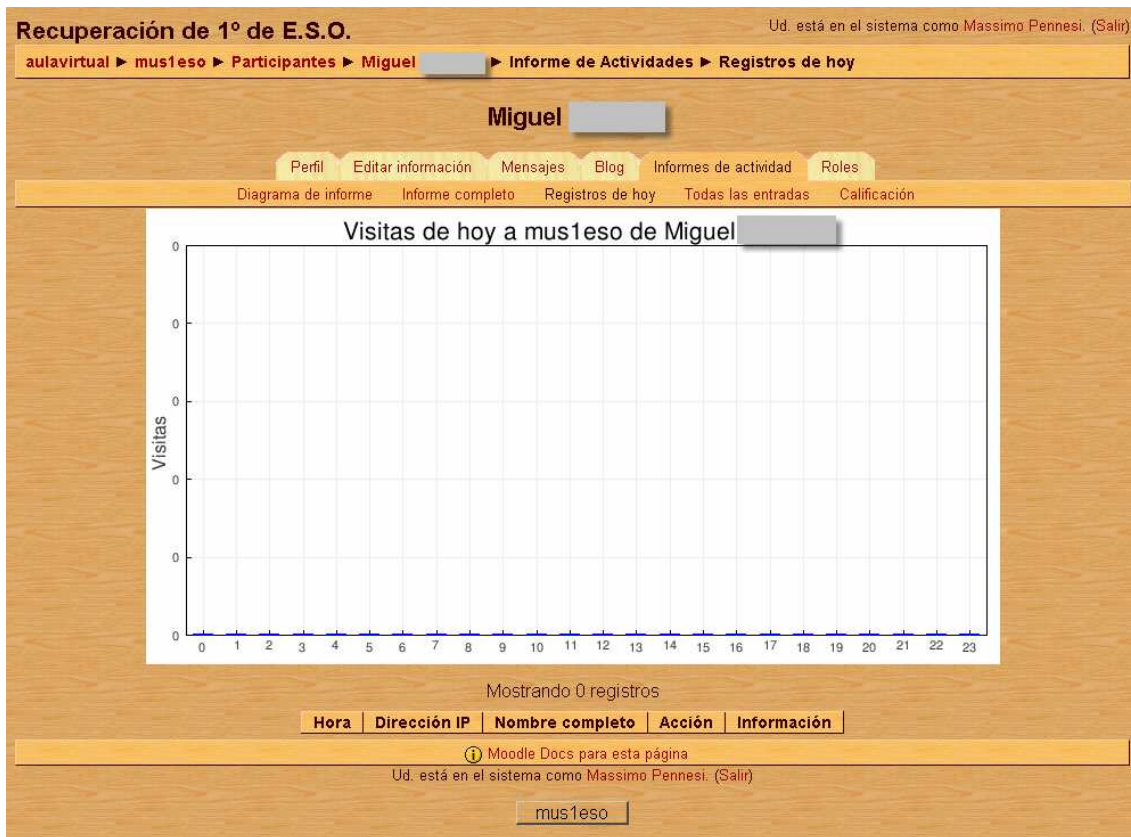 Recuperación de 1º de E.S.O.
Ud. está en el sistema como Massimo Pennesi. (Salir)
aulavirtual ► mus1eso ► Participantes ► Miguel ► Informe de Actividades ► Registros de hoy
Miguel
Perfil Editar información Mensajes Blog Informes de actividad Roles
Diagrama de informe Informe completo Registros de hoy Todas las entradas Calificación
Visitas de hoy a mus1eso de Miguel
0
0
0
Visitas
0
0
0
0 1 2 3 4 5 6 7 8 9 10 11 12 13 14 15 16 17 18 19 20 21 22 23
Mostrando 0 registros
Hora Dirección IP Nombre completo Acción Información
Moodle Docs para esta página
Ud. está en el sistema como Massimo Pennesi. (Salir)
mus1eso